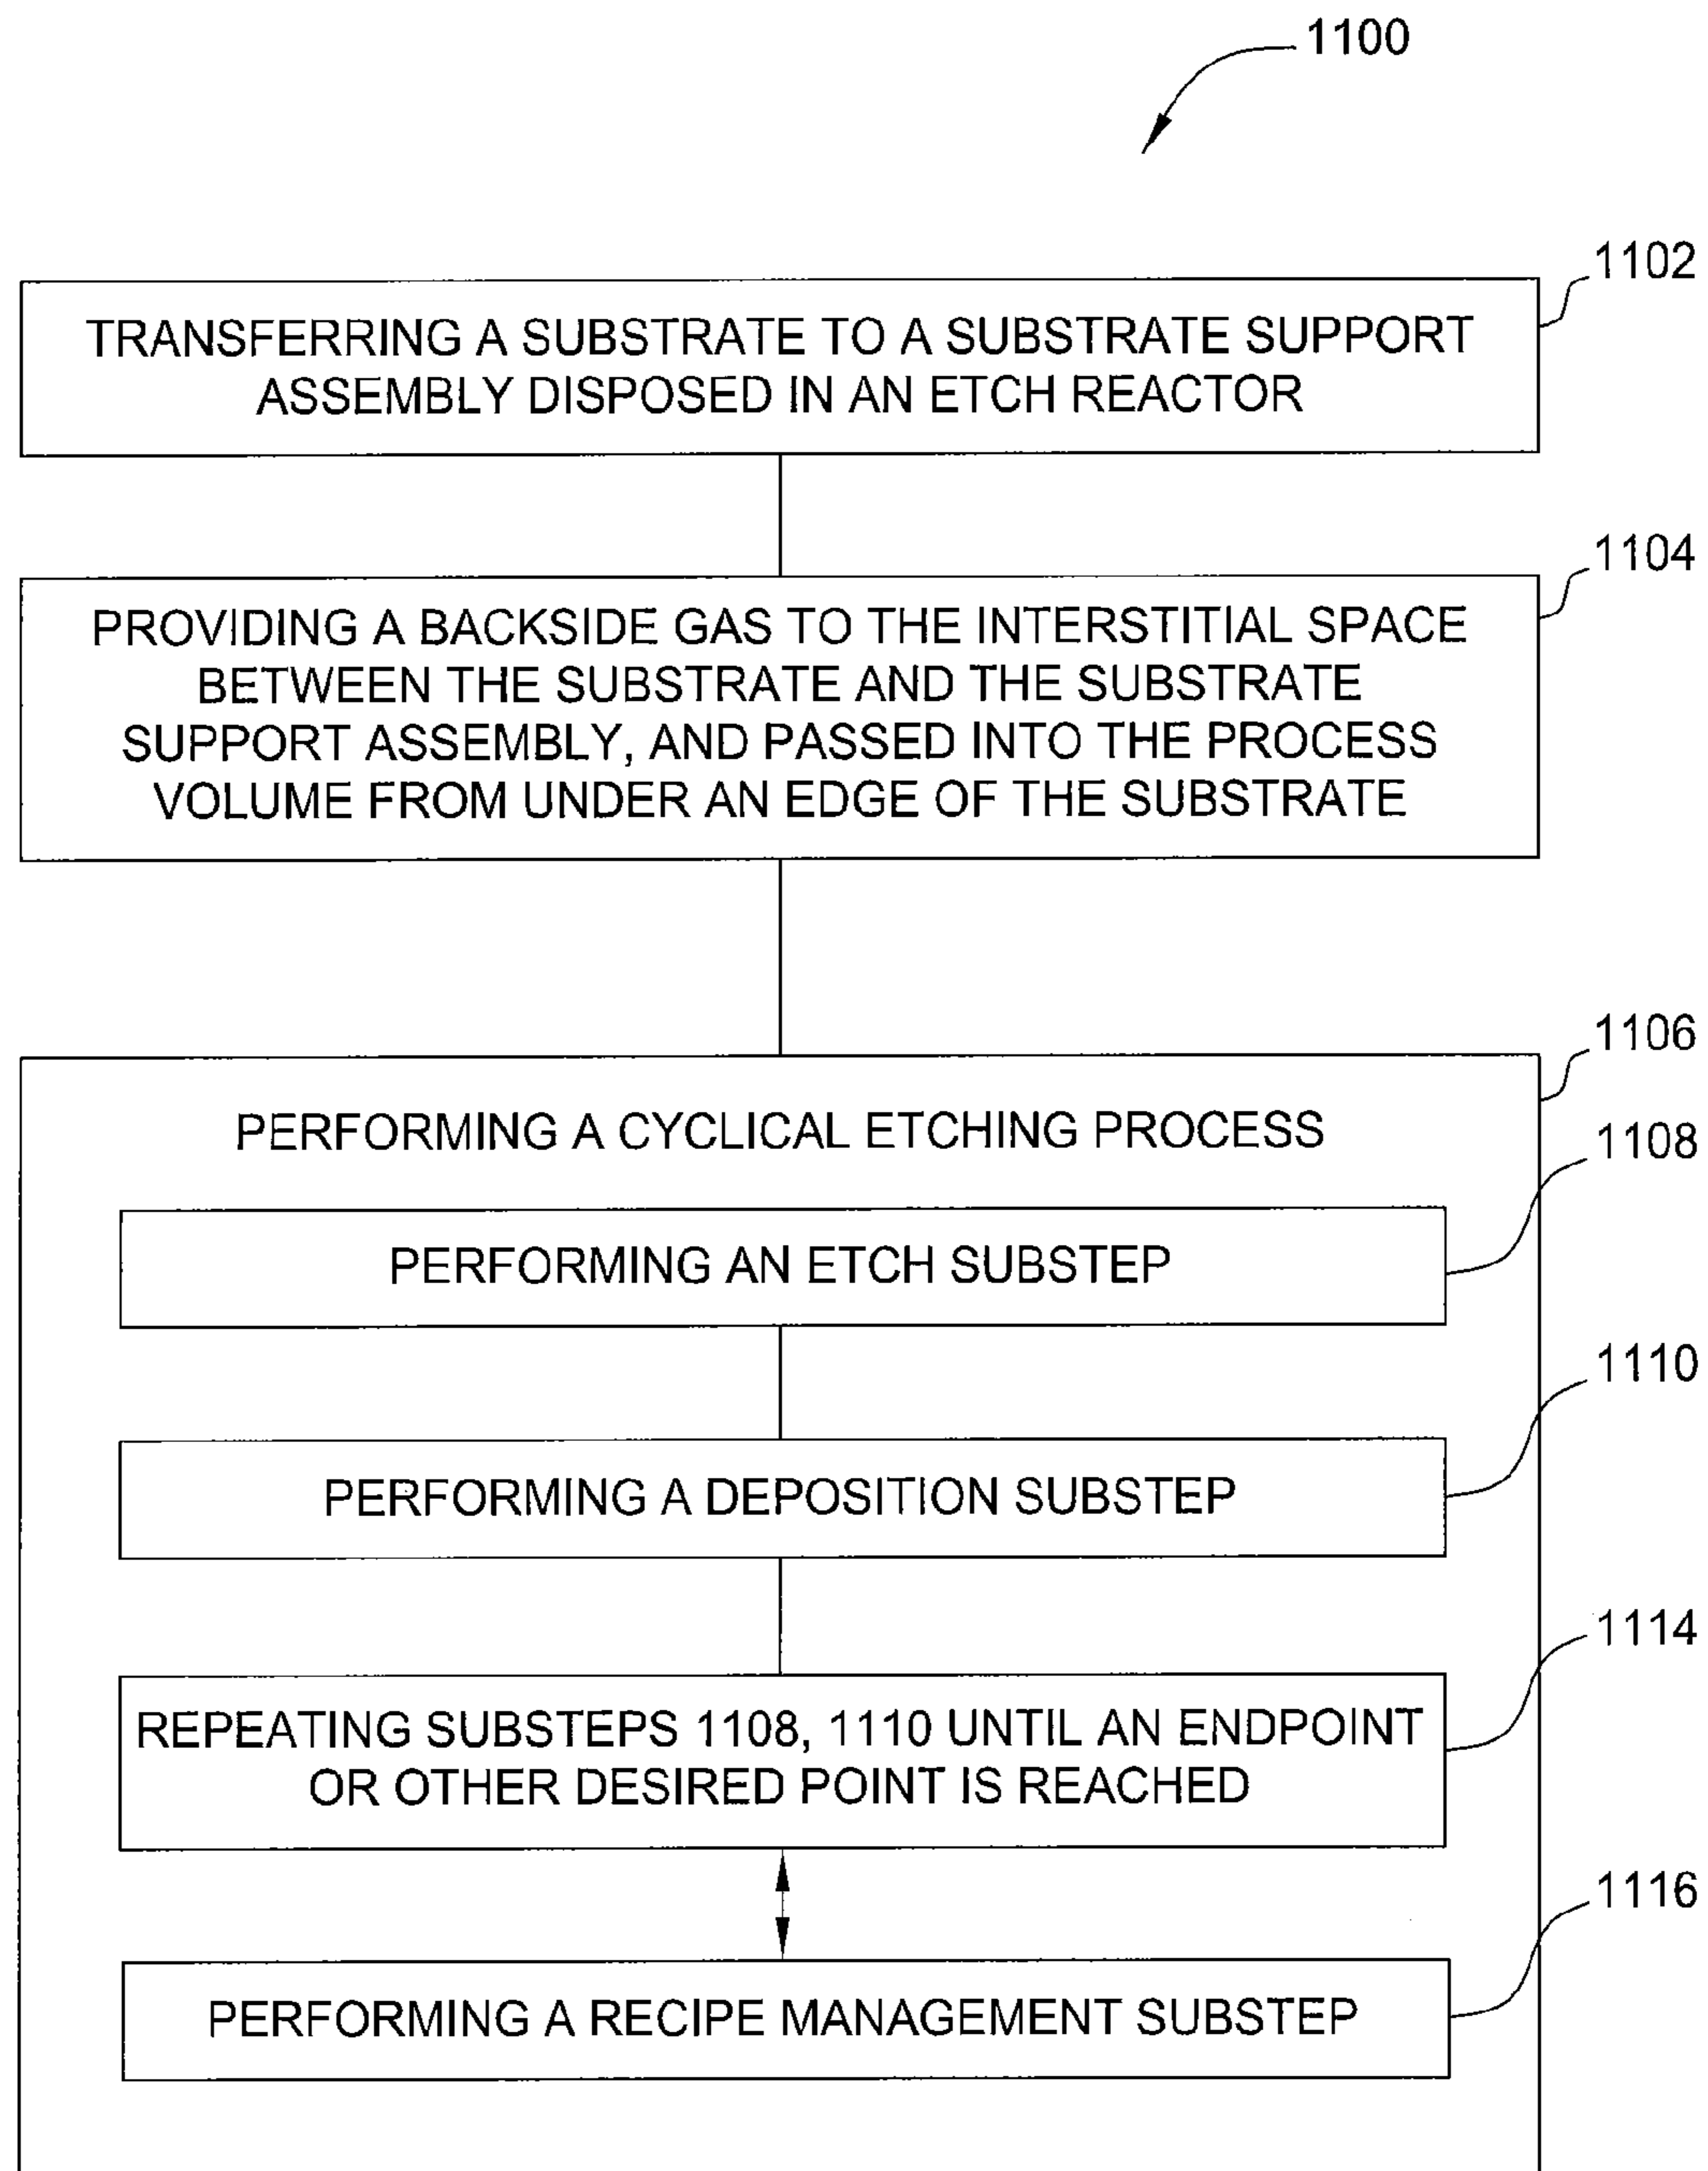 1100
1102
TRANSFERRING A SUBSTRATE TO A SUBSTRATE SUPPORT
ASSEMBLY DISPOSED IN AN ETCH REACTOR
1104
PROVIDING A BACKSIDE GAS TO THE INTERSTITIAL SPACE
BETWEEN THE SUBSTRATE AND THE SUBSTRATE
SUPPORT ASSEMBLY, AND PASSED INTO THE PROCESS
VOLUME FROM UNDER AN EDGE OF THE SUBSTRATE
1106
PERFORMING A CYCLICAL ETCHING PROCESS
1108
PERFORMING AN ETCH SUBSTEP
1110
PERFORMING A DEPOSITION SUBSTEP
1114
REPEATING SUBSTEPS 1108, 1110 UNTIL AN ENDPOINT
OR OTHER DESIRED POINT IS REACHED
1116
PERFORMING A RECIPE MANAGEMENT SUBSTEP